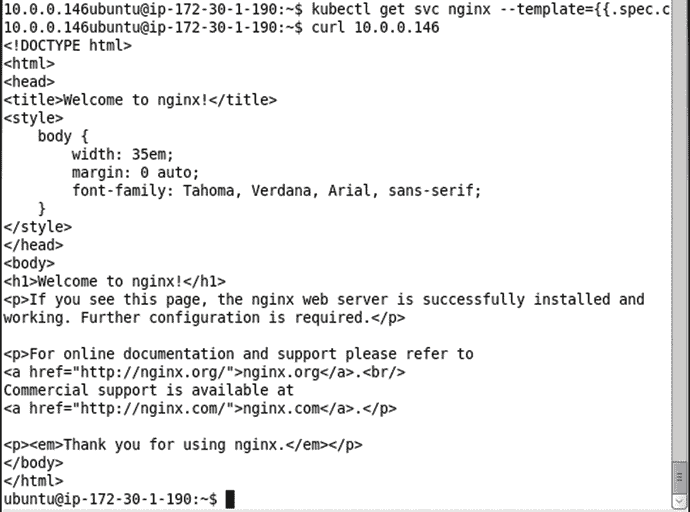 10.0.0.146ubuntu@ip-172-30-1-190:~$ kubectl get svc nginx --template={{.spec.c
10.0.0.146ubuntu@ip-172-30-1-190:~$ curl 10.0.0.146
<!DOCTYPE html>
<html>
<head>
<title>Welcome to nginx!</title>
<style>
    body {
        width: 35em;
        margin: 0 auto;
        font-family: Tahoma, Verdana, Arial, sans-serif;
    }
</style>
</head>
<body>
<h1>Welcome to nginx!</h1>
<p>If you see this page, the nginx web server is successfully installed and
working. Further configuration is required.</p>

<p>For online documentation and support please refer to
<a href="http://nginx.org/">nginx.org</a>.<br/>
Commercial support is available at
<a href="http://nginx.com/">nginx.com</a>.</p>

<p><em>Thank you for using nginx.</em></p>
</body>
</html>
ubuntu@ip-172-30-1-190:~$